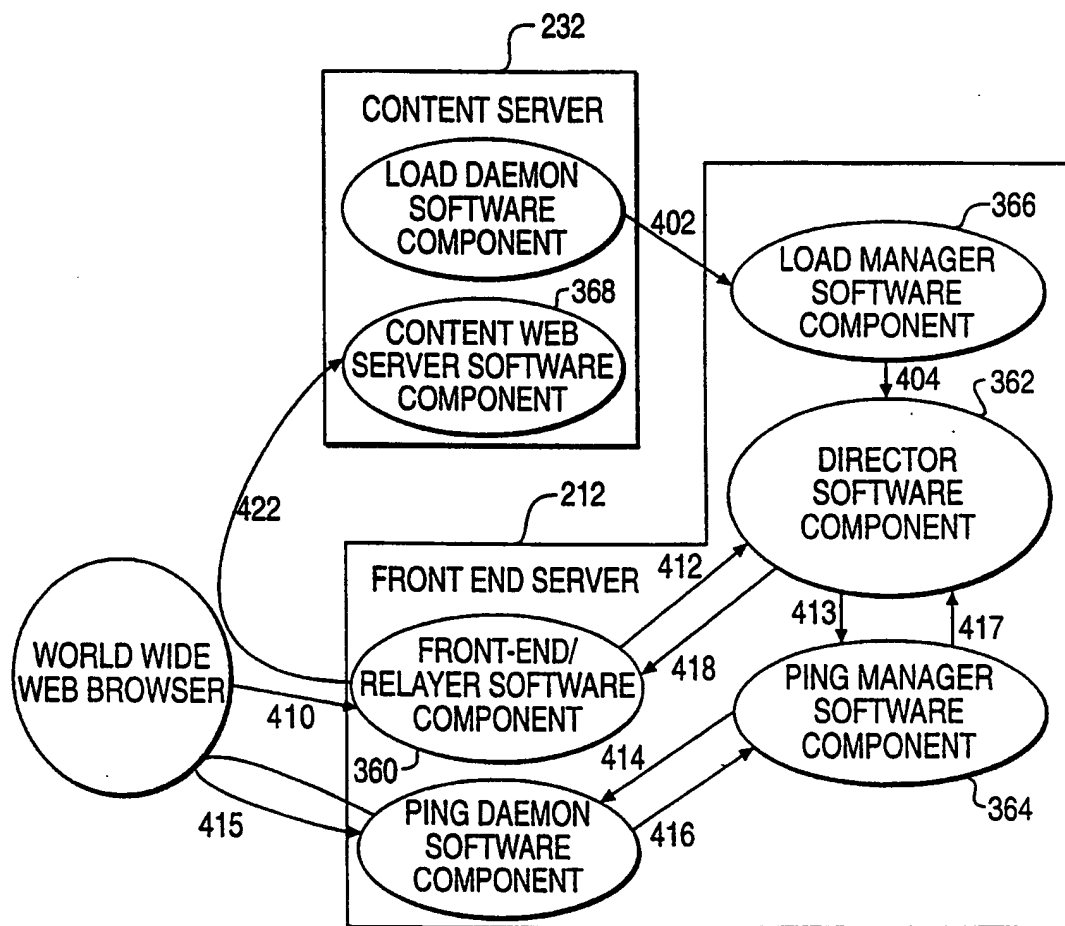 232
CONTENT SERVER
LOAD DAEMON
SOFTWARE
COMPONENT
402
366
LOAD MANAGER
SOFTWARE
COMPONENT
368
CONTENT WEB
SERVER SOFTWARE
COMPONENT
404
362
DIRECTOR
SOFTWARE
COMPONENT
422
212
FRONT END SERVER
412
413
417
WORLD WIDE
WEB BROWSER
410
FRONT-END/
RELAYER SOFTWARE
COMPONENT
418
PING MANAGER
SOFTWARE
COMPONENT
360
414
364
415
PING DAEMON
SOFTWARE
COMPONENT
416